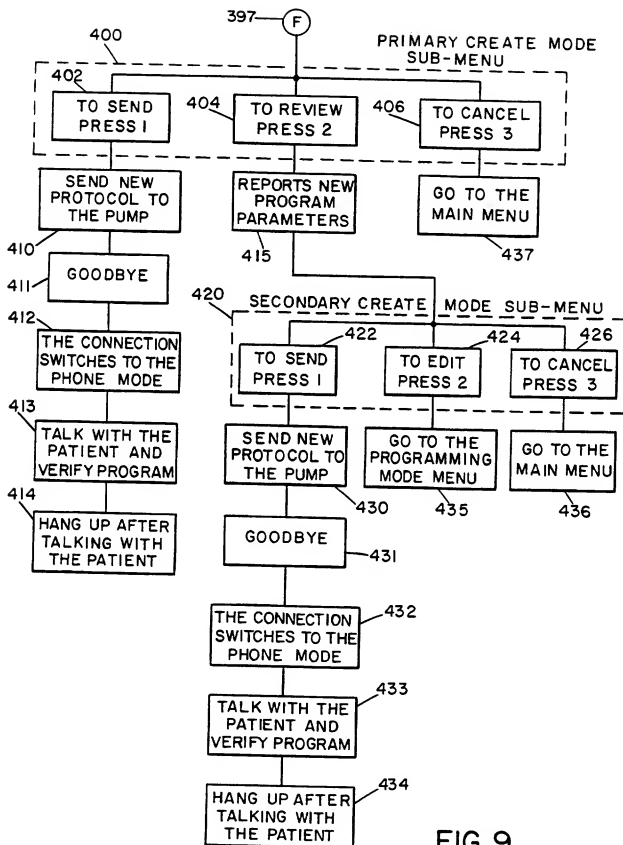 397
F
400
PRIMARY CREATE MODE
SUB-MENU
402
TO SEND
PRESS 1
404
TO REVIEW
PRESS 2
406
TO CANCEL
PRESS 3
SEND NEW
PROTOCOL TO
THE PUMP
410
REPORTS NEW
PROGRAM
PARAMETERS
415
GO TO THE
MAIN MENU
437
GOODBYE
411
412
THE CONNECTION
SWITCHES TO THE
PHONE MODE
413
TALK WITH THE
PATIENT AND
VERIFY PROGRAM
414
HANG UP AFTER
TALKING WITH
THE PATIENT
SECONDARY CREATE MODE SUB-MENU
420
422
TO SEND
PRESS 1
424
TO EDIT
PRESS 2
426
TO CANCEL
PRESS 3
SEND NEW
PROTOCOL TO
THE PUMP
430
GO TO THE
PROGRAMMING
MODE MENU
435
GO TO THE
MAIN MENU
436
GOODBYE
431
432
THE CONNECTION
SWITCHES TO THE
PHONE MODE
433
TALK WITH THE
PATIENT AND
VERIFY PROGRAM
434
HANG UP AFTER
TALKING WITH
THE PATIENT
FIG. 9